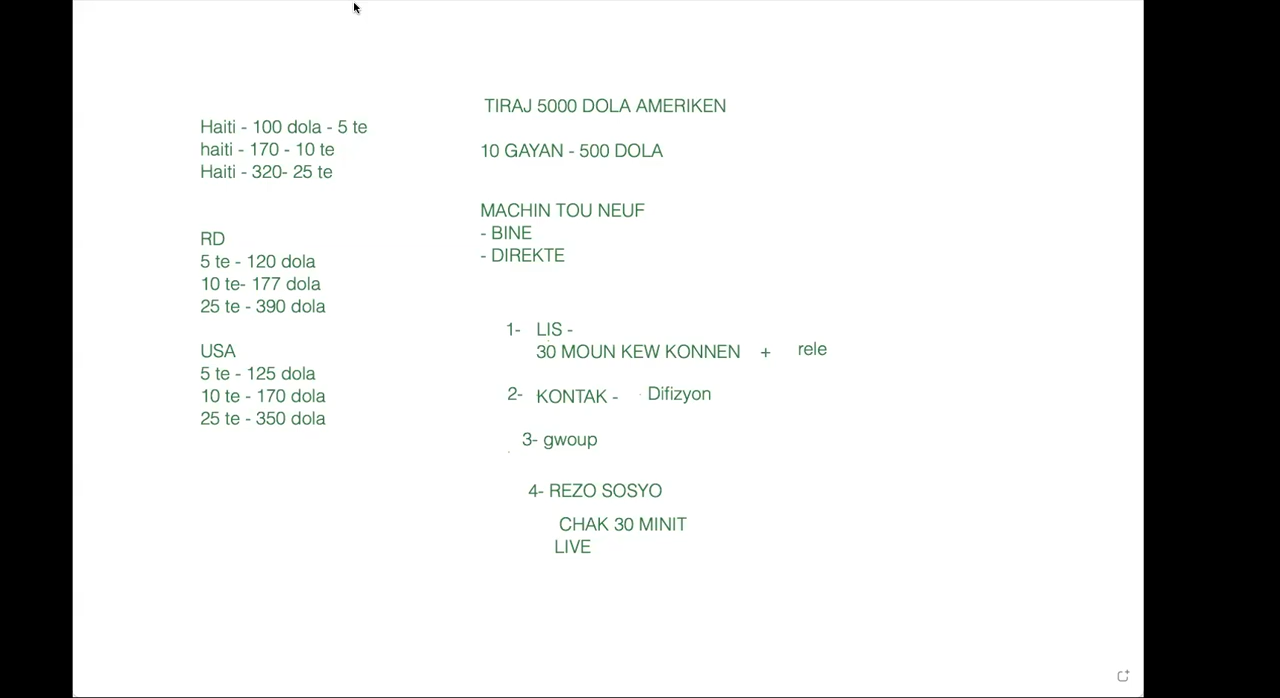 Haiti - 100 dola - 5 te
haiti - 170 - 10 te
Haiti - 320- 25 te
RD
5 te - 120 dola
10 te- 177 dola
25 te - 390 dola
USA
5 te - 125 dola
10 te - 170 dola
25 te - 350 dola
TIRAJ 5000 DOLA AMERIKEN
10 GAYAN - 500 DOLA
MACHIN TOU NEUF
- BINE
- DIREKTE
1- LIS -
30 MOUN KEW KONNEN + rele
2- KONTAK - Difizyon
3- gwoup
4- REZO SOSYO
CHAK 30 MINIT
LIVE